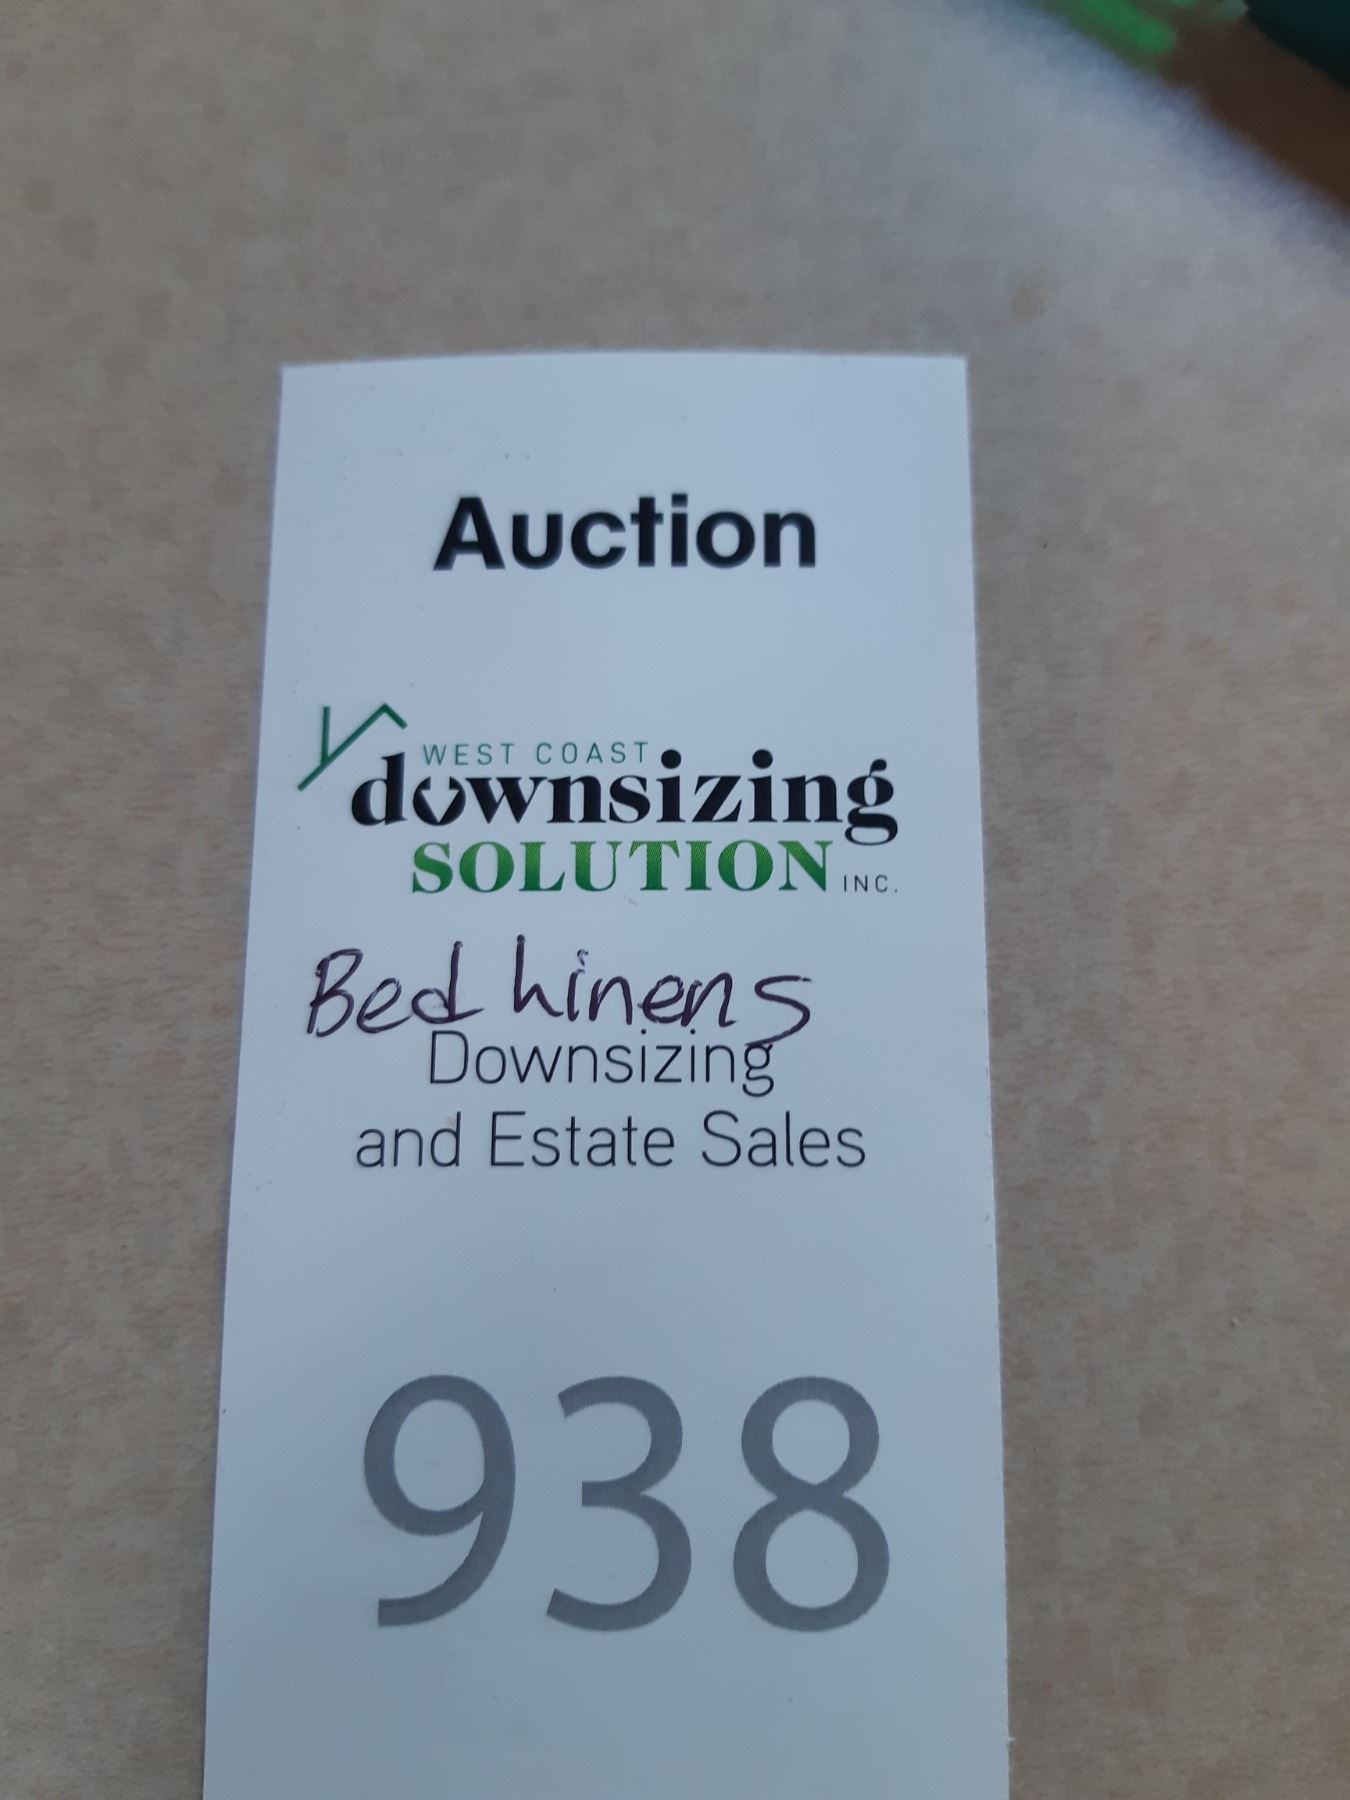 Auction
WEST COAST
downsizing
SOLUTION INC.
Bed Linens
Downsizing
and Estate Sales
938